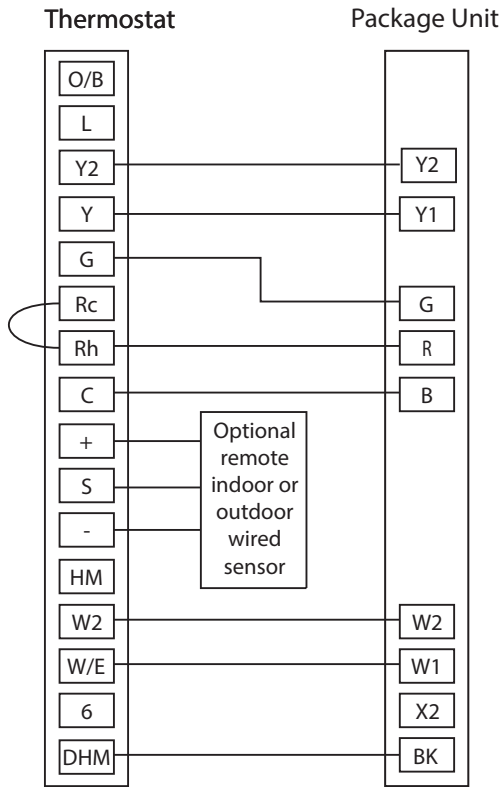 Thermostat
Package Unit
O/B
L
Y2
Y
G
Rc
Rh
C
+
S
-
HM
W2
W/E
6
DHM
Optional
remote
indoor or
outdoor
wired
sensor
Y2
Y1
G
R
B
W2
W1
X2
BK